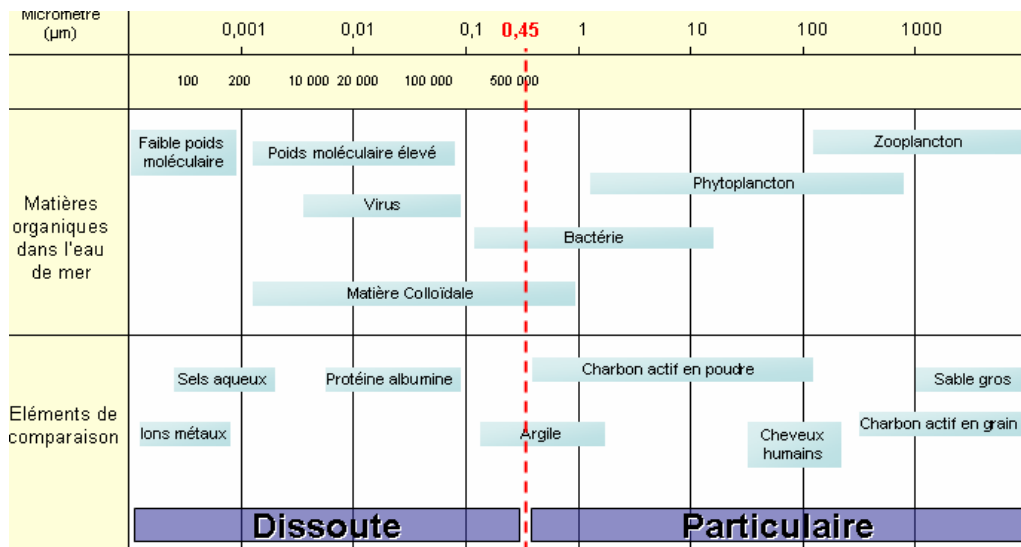 Micromètre
(µm)
0,001 0,01 0,1 0,45 1 10 100 1000
100 200 10 000 20 000 100 000 500 000
Matières
organiques
dans l'eau
de mer
Faible poids
moléculaire
Poids moléculaire élevé
Zooplancton
Phytoplancton
Virus
Bactérie
Matière Colloïdale
Eléments de
comparaison
Sels aqueux
Protéine albumine
Charbon actif en poudre
Sable gros
Ions métaux
Argile
Cheveux
humains
Charbon actif en grain
Dissoute
Particulaire